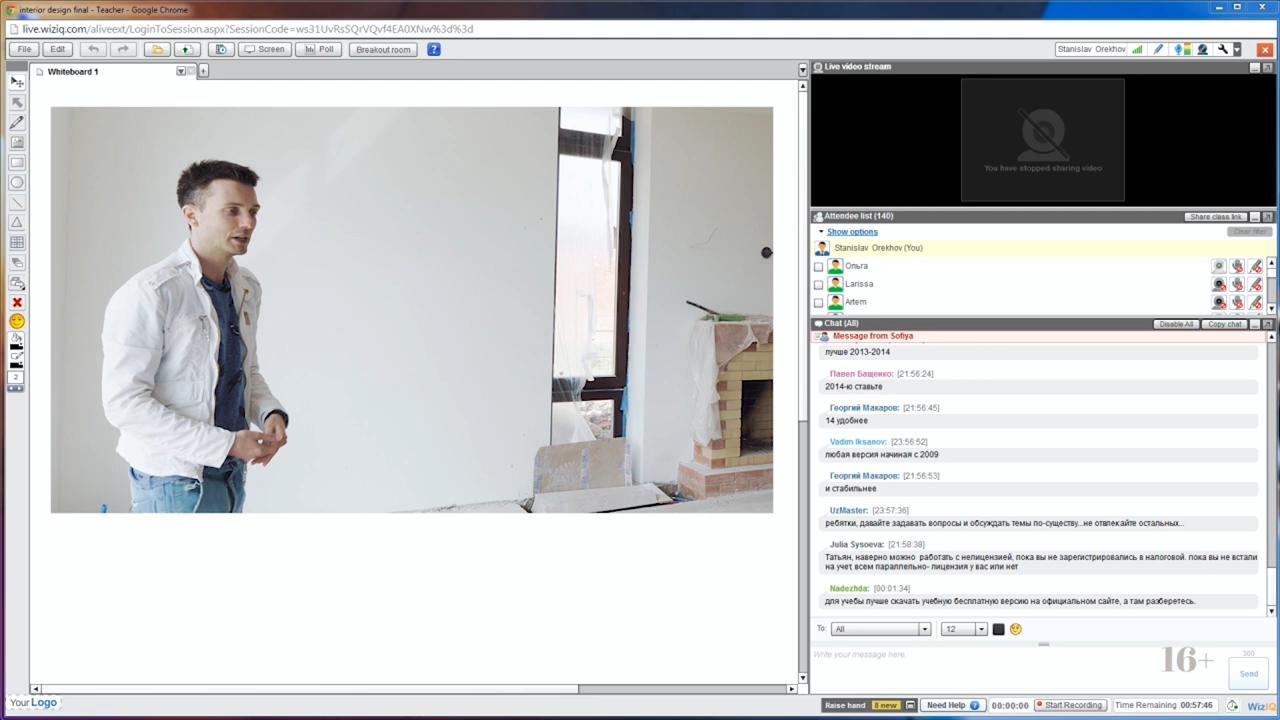 interior design final - Teacher - Google Chrome
live.wiziq.com/aliveext/LoginToSession.aspx?SessionCode=ws31UvRsSQrVQvf4EA0XNw%3d%3d
File Edit Screen Poll Breakout room ? Stanislav Orekhov
Whiteboard 1
Live video stream
You have stopped sharing video
Attendee list (140) Share class link
Show options Clear filter
Stanislav Orekhov (You)
Ольга
Larissa
Artem
Chat (All) Disable All Copy chat
Message from Sofiya
лучше 2013-2014
Павел Бащенко: [21:56:24]
2014-ю ставьте
Георгий Макаров: [21:56:45]
14 удобнее
Vadim Iksanov: [23:56:52]
любая версия начиная с 2009
Георгий Макаров: [21:56:53]
и стабильнее
UzMaster: [23:57:36]
ребятки, давайте задавать вопросы и обсуждать темы по-существу...не отвлекайте остальных...
Julia Sysoeva: [21:58:38]
Татьян, наверно можно работать с нелицензией, пока вы не зарегистрировались в налоговой. пока вы не встали
на учет, всем параллельно- лицензия у вас или нет
Nadezhda: [00:01:34]
для учебы лучше скачать учебную бесплатную версию на официальном сайте, а там разберетесь.
To: All 12
Write your message here.
16+
300
Send
Your Logo
Raise hand 8 new Need Help ? 00:00:00 Start Recording Time Remaining 00:57:46 WizIQ